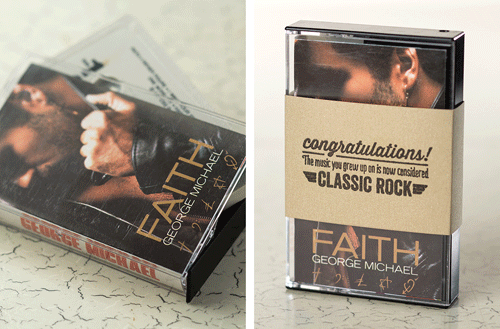 FAITH
GEORGE MICHAEL
GEORGE MICHAEL
congratulations!
The music you grew up on is now considered
CLASSIC ROCK
FAITH
GEORGE MICHAEL